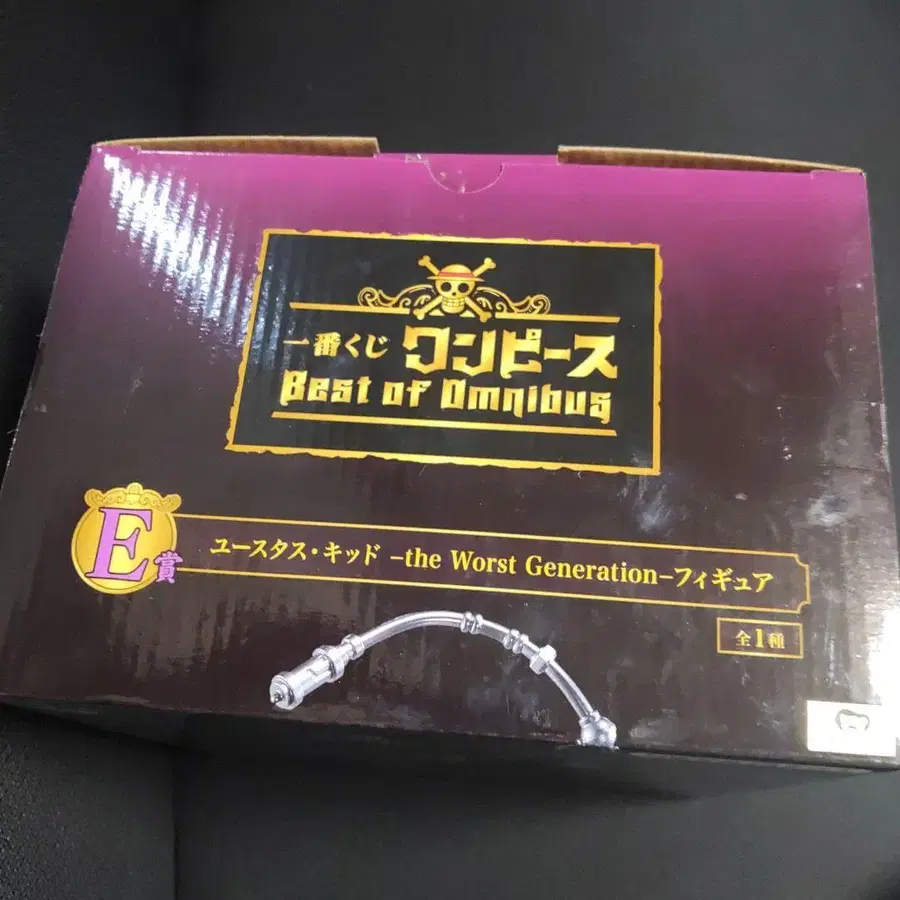 一番くじ ワンピース
Best of Omnibus
E賞 ユースタス・キッド -the Worst Generation-フィギュア
全1種